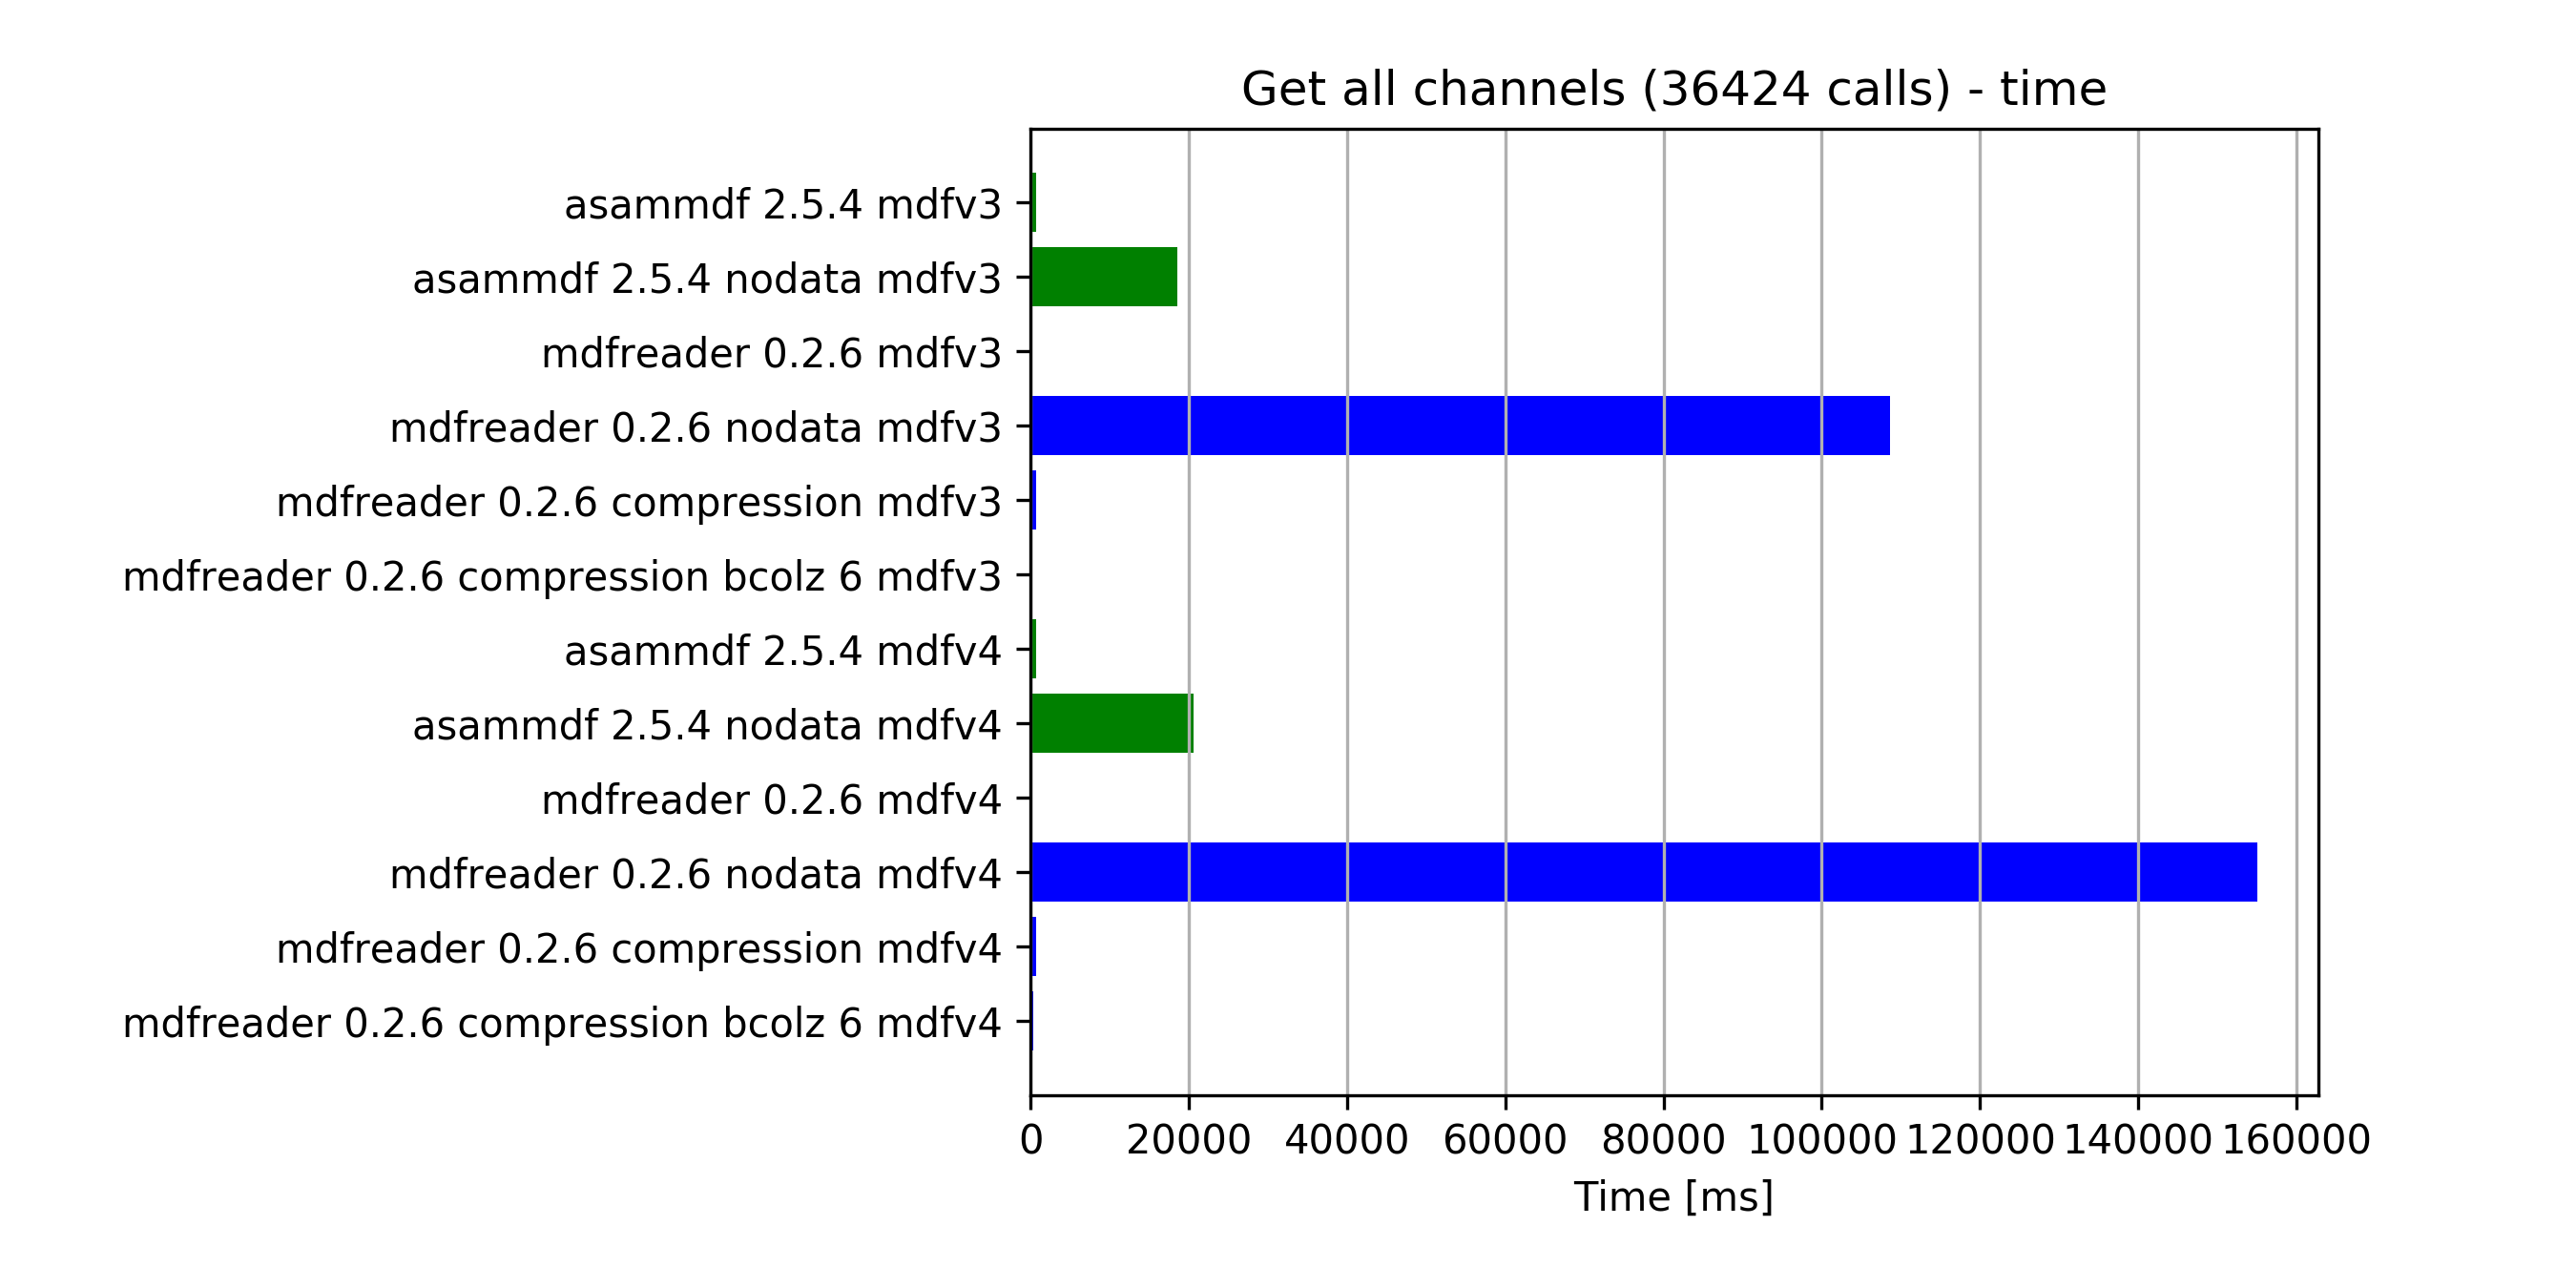 Get all channels (36424 calls) - time
asammdf 2.5.4 mdfv3
asammdf 2.5.4 nodata mdfv3
mdfreader 0.2.6 mdfv3
mdfreader 0.2.6 nodata mdfv3
mdfreader 0.2.6 compression mdfv3
mdfreader 0.2.6 compression bcolz 6 mdfv3
asammdf 2.5.4 mdfv4
asammdf 2.5.4 nodata mdfv4
mdfreader 0.2.6 mdfv4
mdfreader 0.2.6 nodata mdfv4
mdfreader 0.2.6 compression mdfv4
mdfreader 0.2.6 compression bcolz 6 mdfv4
0 20000 40000 60000 80000 100000 120000 140000 160000
Time [ms]